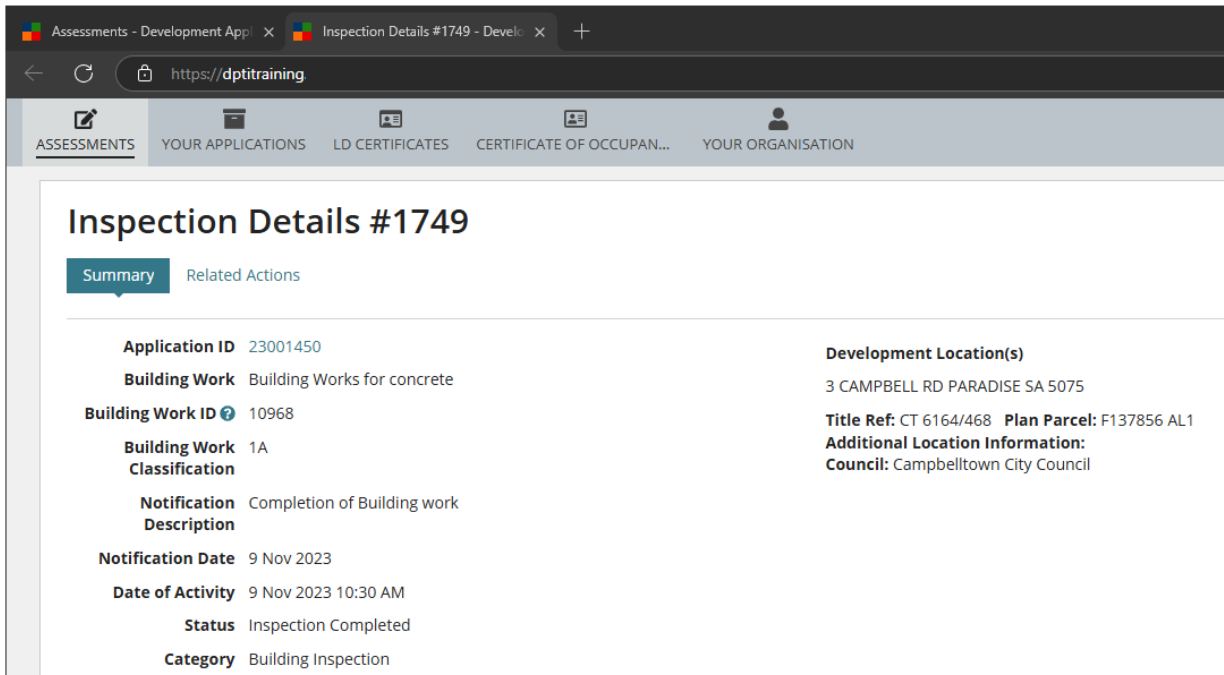 Assessments - Development Appl
Inspection Details #1749 - Develo
https://dptitraining.
ASSESSMENTS
YOUR APPLICATIONS
LD CERTIFICATES
CERTIFICATE OF OCCUPAN...
YOUR ORGANISATION
Inspection Details #1749
Summary
Related Actions
Application ID 23001450
Building Work Building Works for concrete
Building Work ID ? 10968
Building Work 1A
Classification
Notification Completion of Building work
Description
Notification Date 9 Nov 2023
Date of Activity 9 Nov 2023 10:30 AM
Status Inspection Completed
Category Building Inspection
Development Location(s)
3 CAMPBELL RD PARADISE SA 5075
Title Ref: CT 6164/468 Plan Parcel: F137856 AL1
Additional Location Information:
Council: Campbelltown City Council